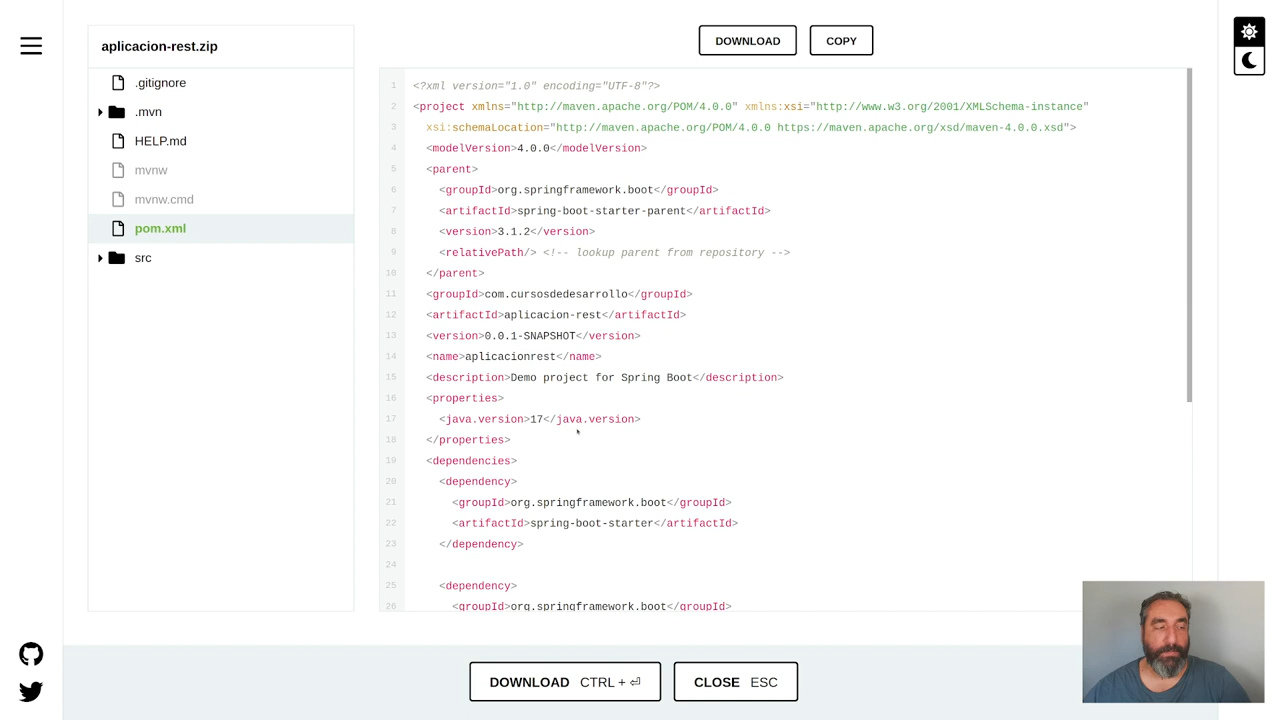 aplicacion-rest.zip
.gitignore
.mvn
HELP.md
mvnw
mvnw.cmd
pom.xml
src
DOWNLOAD
COPY
1 <?xml version="1.0" encoding="UTF-8"?>
2 <project xmlns="http://maven.apache.org/POM/4.0.0" xmlns:xsi="http://www.w3.org/2001/XMLSchema-instance"
3 xsi:schemaLocation="http://maven.apache.org/POM/4.0.0 https://maven.apache.org/xsd/maven-4.0.0.xsd">
4 <modelVersion>4.0.0</modelVersion>
5 <parent>
6 <groupId>org.springframework.boot</groupId>
7 <artifactId>spring-boot-starter-parent</artifactId>
8 <version>3.1.2</version>
9 <relativePath/> <!-- lookup parent from repository -->
10 </parent>
11 <groupId>com.cursosdedesarrollo</groupId>
12 <artifactId>aplicacion-rest</artifactId>
13 <version>0.0.1-SNAPSHOT</version>
14 <name>aplicacionrest</name>
15 <description>Demo project for Spring Boot</description>
16 <properties>
17 <java.version>17</java.version>
18 </properties>
19 <dependencies>
20 <dependency>
21 <groupId>org.springframework.boot</groupId>
22 <artifactId>spring-boot-starter</artifactId>
23 </dependency>
24
25 <dependency>
26 <groupId>org.springframework.boot</groupId>
DOWNLOAD CTRL + ⏎
CLOSE ESC